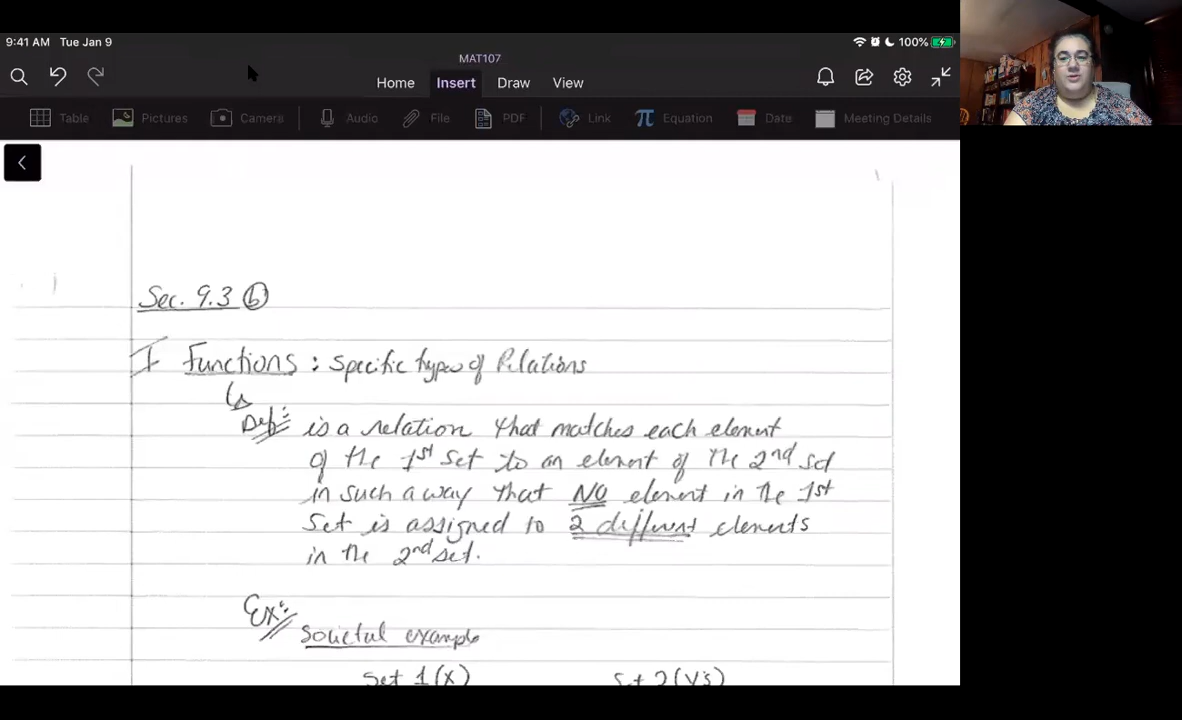 9:41 AM Tue Jan 9
100%
MAT107
Home Insert Draw View
Table Pictures Camera Audio File PDF Link Equation Date Meeting Details
Sec. 9.3 b
I Functions : Specific types of Relations
Def: is a relation that matches each element
of the 1st set to an element of the 2nd set
in such a way that NO element in the 1st
Set is assigned to 2 different elements
in the 2nd set.
Ex:
Societal example
Set 1 (X) Set 2 (Y's)